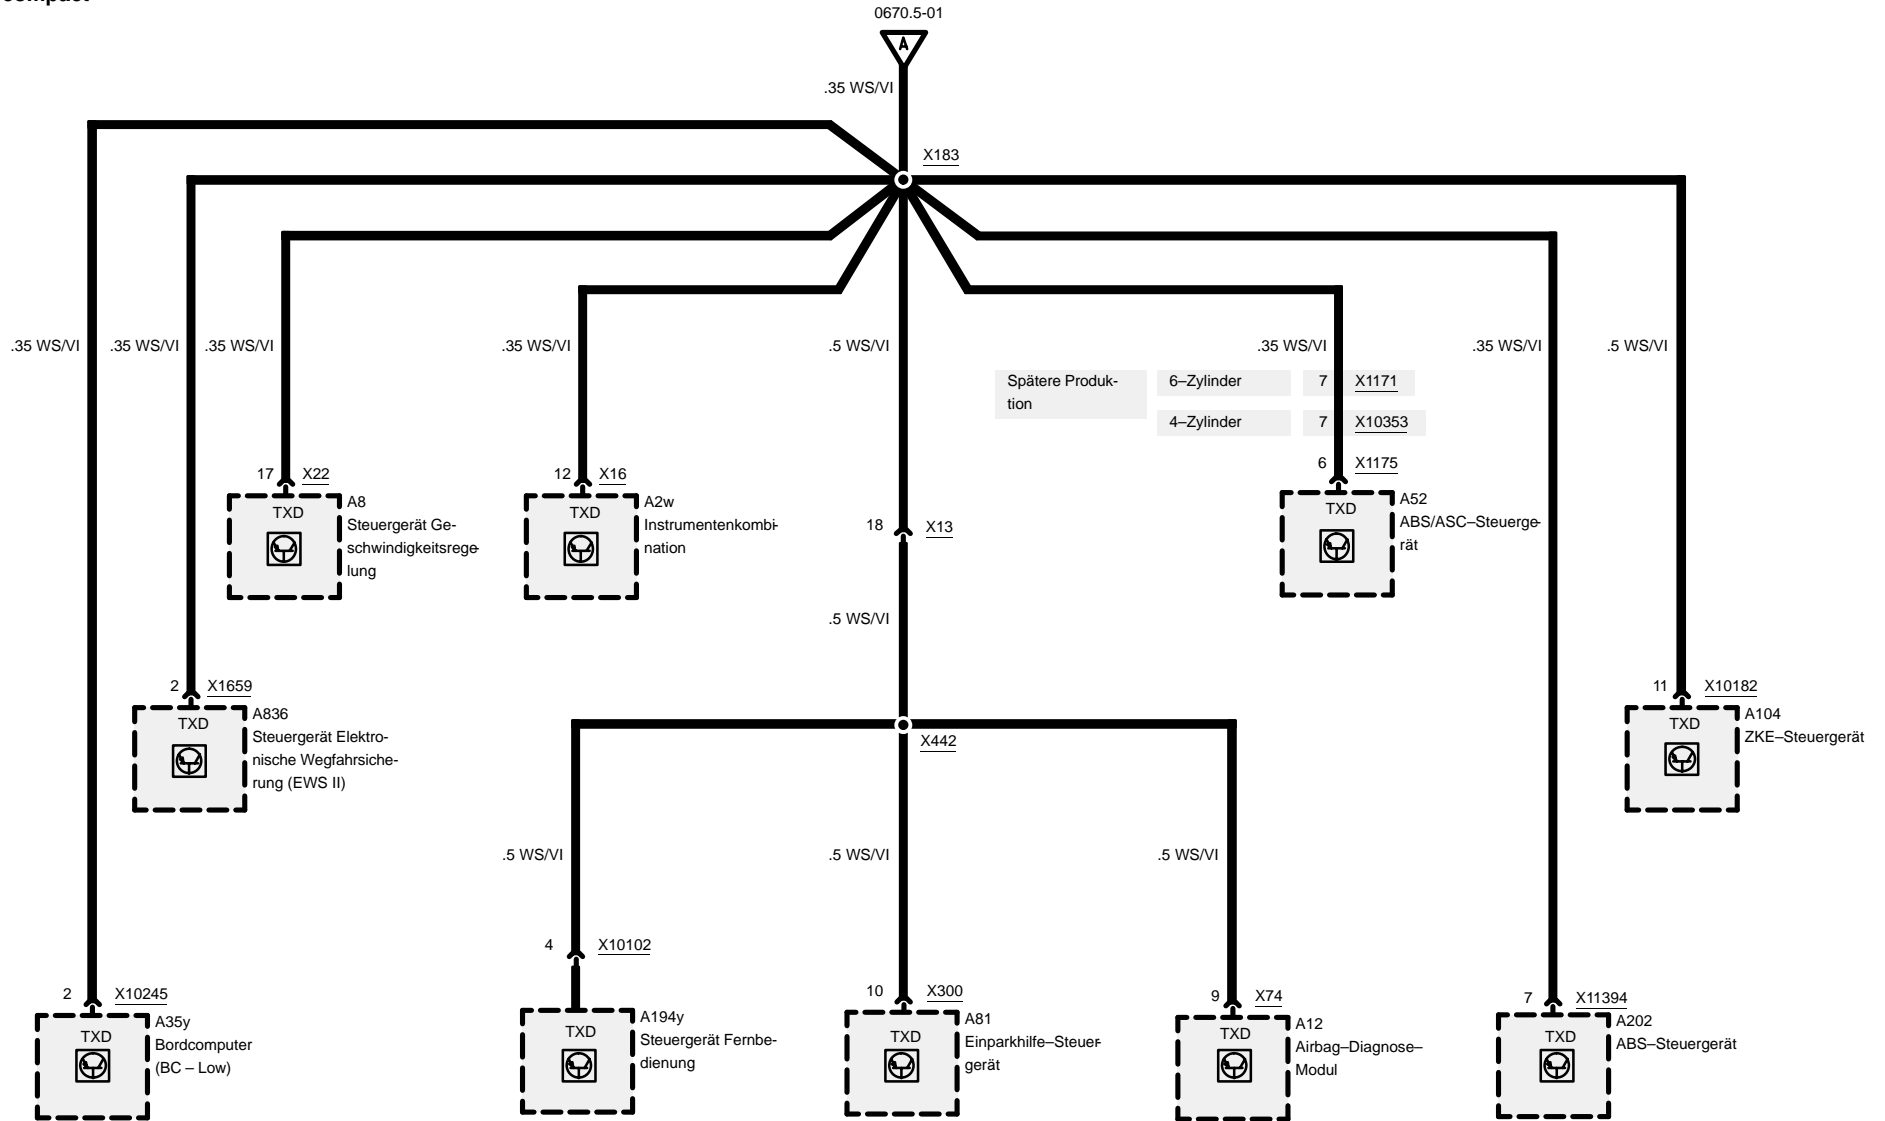 0670.5-01
A
.35 WS/VI
X183
.35 WS/VI
.35 WS/VI
.35 WS/VI
.35 WS/VI
.5 WS/VI
.35 WS/VI
.35 WS/VI
.5 WS/VI
Spätere Produk-
tion
6–Zylinder
7
X1171
4–Zylinder
7
X10353
17
X22
12
X16
6
X1175
A8
TXD
Steuergerät Ge-
schwindigkeitsrege-
lung
A2w
TXD
Instrumentenkombi-
nation
18
X13
A52
TXD
ABS/ASC–Steuerge-
rät
.5 WS/VI
2
X1659
11
X10182
A836
TXD
Steuergerät Elektro-
nische Wegfahrsiche-
rung (EWS II)
X442
A104
TXD
ZKE–Steuergerät
.5 WS/VI
.5 WS/VI
.5 WS/VI
4
X10102
2
X10245
10
X300
9
X74
7
X11394
A35y
TXD
Bordcomputer
(BC – Low)
A194y
TXD
Steuergerät Fernbe-
dienung
A81
TXD
Einparkhilfe–Steuer-
gerät
A12
TXD
Airbag–Diagnose–
Modul
A202
TXD
ABS–Steuergerät